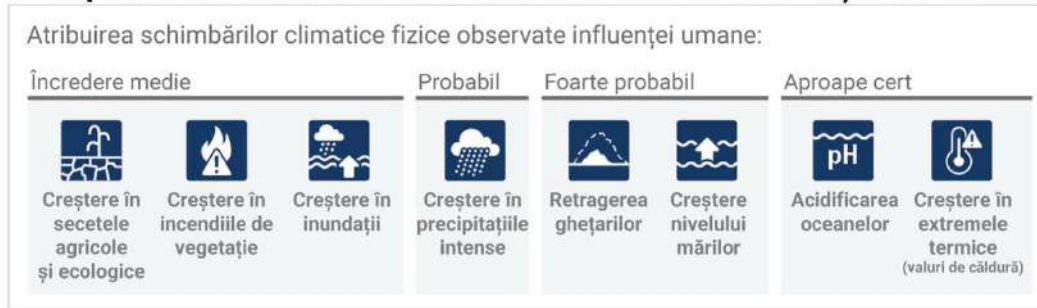 Atribuirea schimbărilor climatice fizice observate influenței umane:
Încredere medie
Probabil
Foarte probabil
Aproape cert
Creștere în
secetele
agricole
și ecologice
Creștere în
incendiile de
vegetație
Creștere în
inundații
Creștere în
precipitațiile
intense
Retragerea
ghețarilor
Creștere
nivelului
mărilor
pH
Acidificarea
oceanelor
Creștere în
extremele
termice
(valuri de căldură)